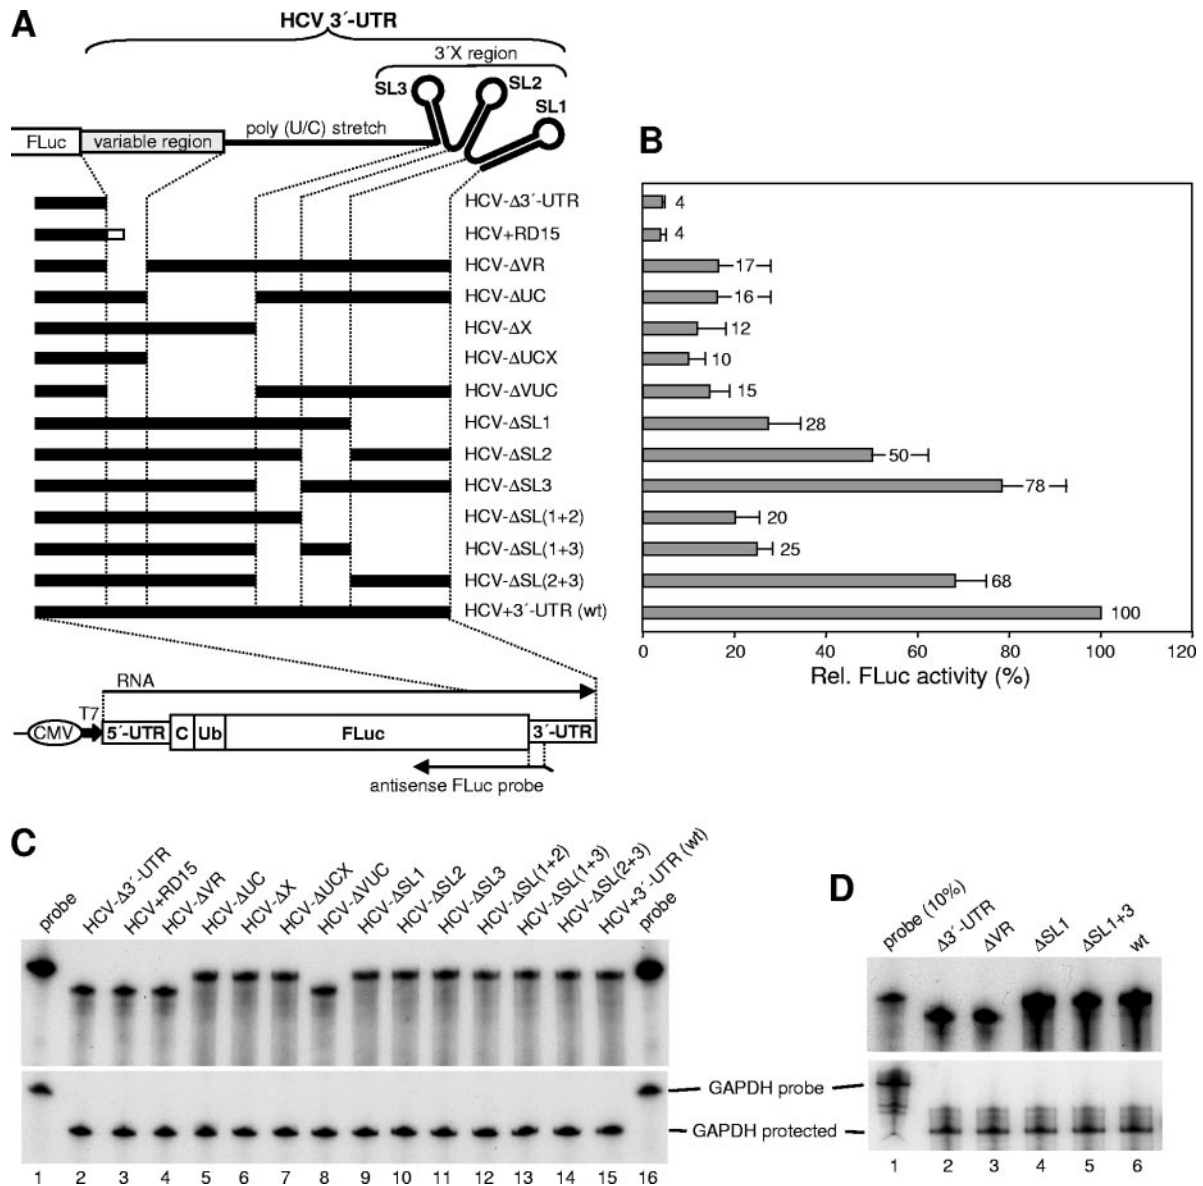 A
HCV 3´-UTR
3´X region
SL3
SL2
SL1
poly (U/C) stretch
FLuc
variable region
HCV-Δ3´-UTR
HCV+RD15
HCV-ΔVR
HCV-ΔUC
HCV-ΔX
HCV-ΔUCX
HCV-ΔVUC
HCV-ΔSL1
HCV-ΔSL2
HCV-ΔSL3
HCV-ΔSL(1+2)
HCV-ΔSL(1+3)
HCV-ΔSL(2+3)
HCV+3´-UTR (wt)
RNA
T7
CMV
5´-UTR
C
Ub
FLuc
3´-UTR
antisense FLuc probe
B
4
4
17
16
12
10
15
28
50
78
20
25
68
100
0 20 40 60 80 100 120
Rel. FLuc activity (%)
C
probe
HCV-Δ3´-UTR
HCV+RD15
HCV-ΔVR
HCV-ΔUC
HCV-ΔX
HCV-ΔUCX
HCV-ΔVUC
HCV-ΔSL1
HCV-ΔSL2
HCV-ΔSL3
HCV-ΔSL(1+2)
HCV-ΔSL(1+3)
HCV-ΔSL(2+3)
HCV+3´-UTR (wt)
probe
GAPDH probe
GAPDH protected
1 2 3 4 5 6 7 8 9 10 11 12 13 14 15 16
D
probe (10%)
Δ3´-UTR
ΔVR
ΔSL1
ΔSL1+3
wt
1 2 3 4 5 6